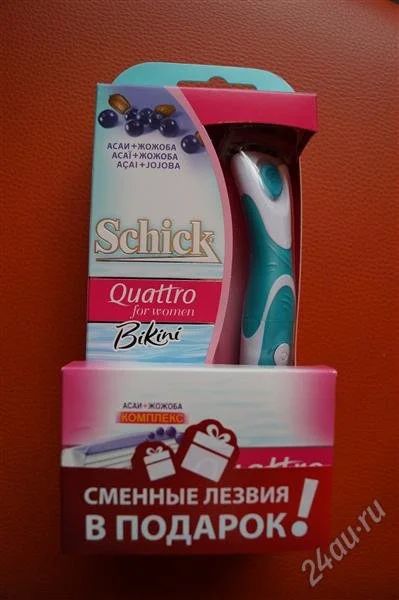 АСАИ+ЖОЖОБА
АСАЇ+ЖОЖОБА
AÇAI+JOJOBA
Schick
Quattro
for women
Bikini
АСАИ+ЖОЖОБА
КОМПЛЕКС
Quattro
СМЕННЫЕ ЛЕЗВИЯ
В ПОДАРОК!
24au.ru